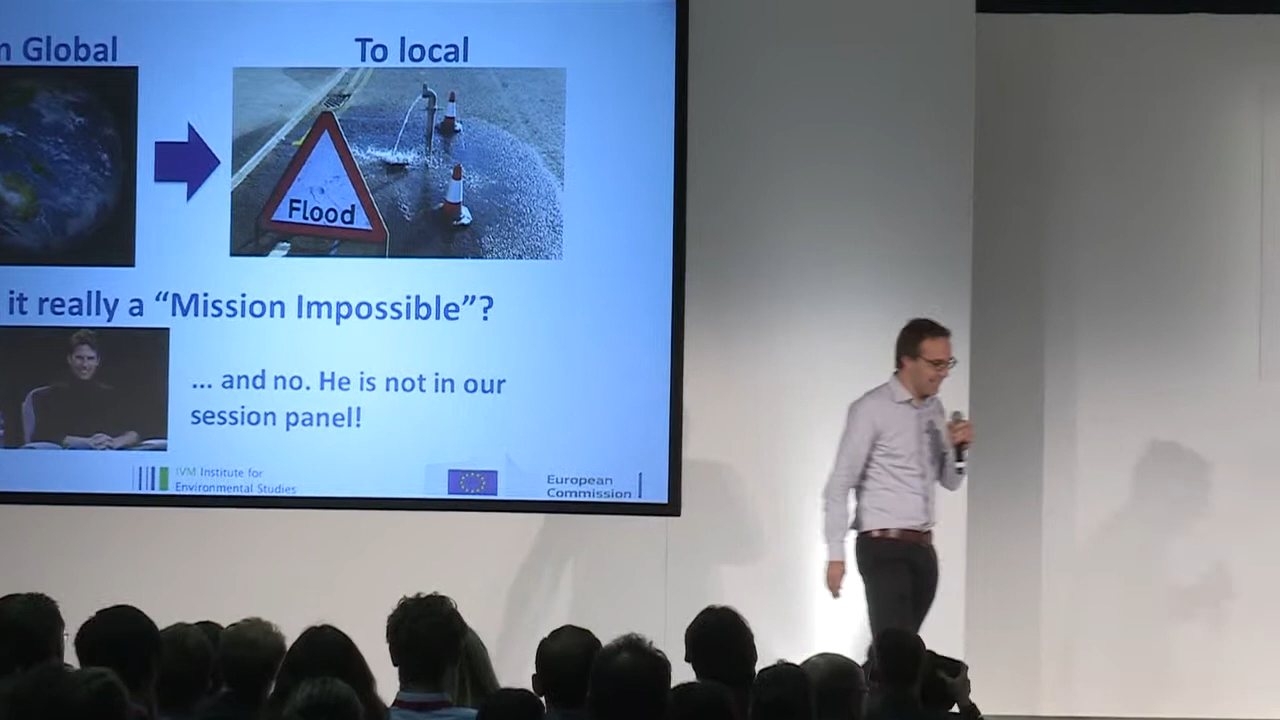 n Global
To local
Flood
it really a “Mission Impossible”?
... and no. He is not in our
session panel!
IVM Institute for
Environmental Studies
European
Commission